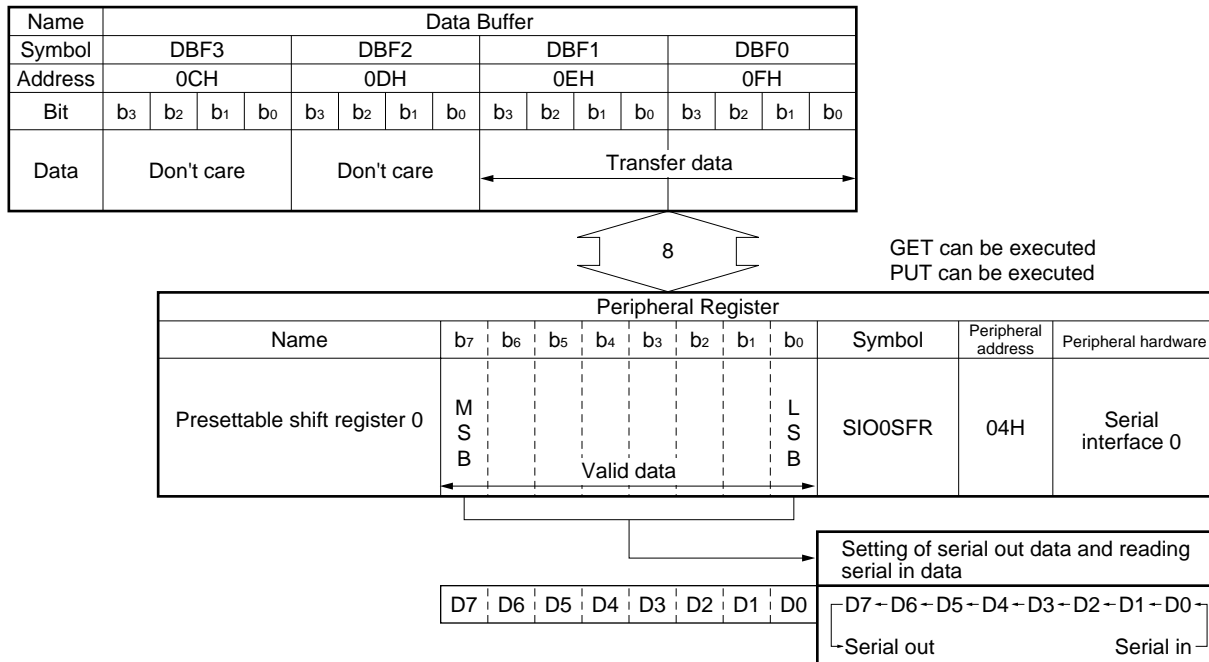 Name Data Buffer
Symbol DBF3 DBF2 DBF1 DBF0
Address 0CH 0DH 0EH 0FH
Bit b3 b2 b1 b0 b3 b2 b1 b0 b3 b2 b1 b0 b3 b2 b1 b0
Data Don't care Don't care Transfer data
8
GET can be executed
PUT can be executed
Peripheral Register
Name b7 b6 b5 b4 b3 b2 b1 b0 Symbol Peripheral address Peripheral hardware
Presettable shift register 0 MSB LSB SIO0SFR 04H Serial interface 0
Valid data
Setting of serial out data and reading
serial in data
D7 D6 D5 D4 D3 D2 D1 D0 D7←D6←D5←D4←D3←D2←D1←D0
Serial out Serial in